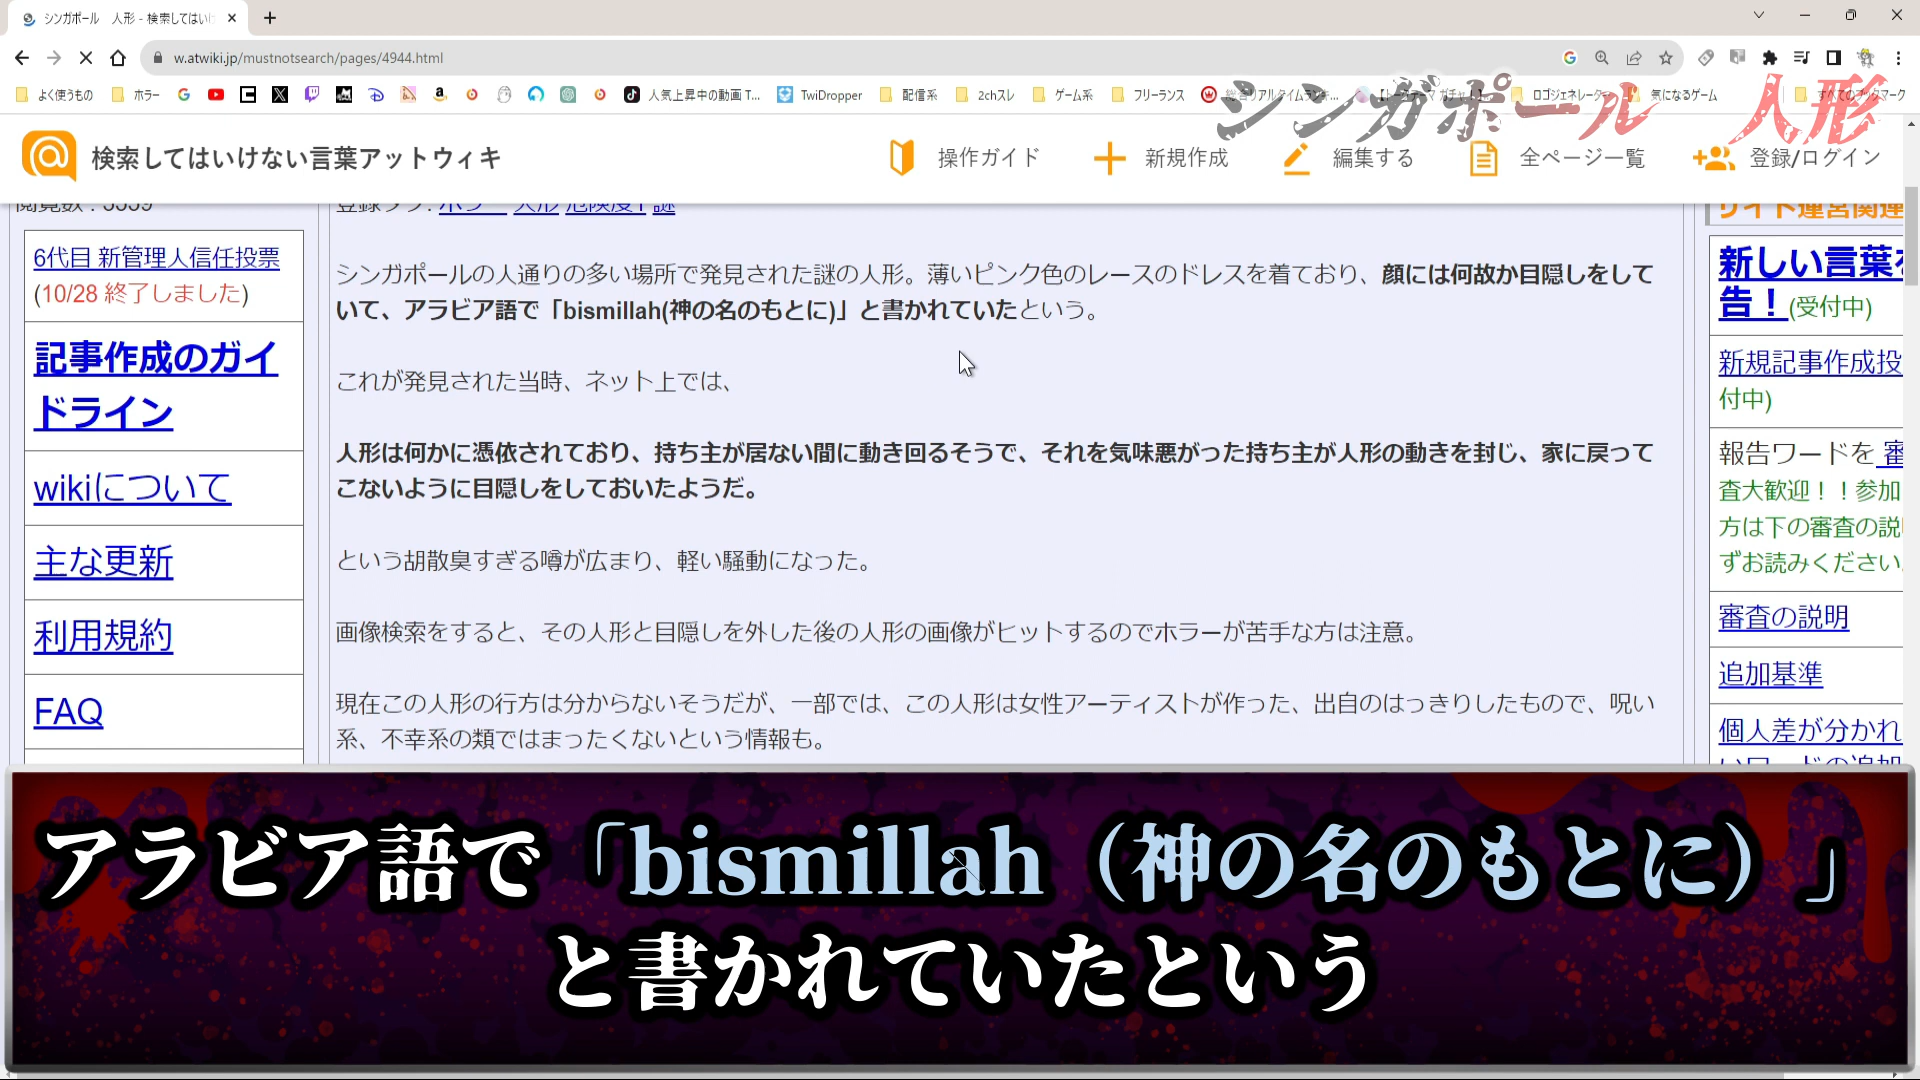 シンガポール　人形 - 検索してはいけ
w.atwiki.jp/mustnotsearch/pages/4944.html
よく使うもの
ホラー
人気上昇中の動画 T...
TwiDropper
配信系
2chスレ
ゲーム系
フリーランス
ロゴジェネレーター
気になるゲーム
すべてのブックマーク
シンガポール　人形
検索してはいけない言葉アットウィキ
操作ガイド
新規作成
編集する
全ページ一覧
登録/ログイン
6代目 新管理人信任投票
(10/28 終了しました)
記事作成のガイ
ドライン
wikiについて
主な更新
利用規約
FAQ
シンガポールの人通りの多い場所で発見された謎の人形。薄いピンク色のレースのドレスを着ており、顔には何故か目隠しをして
いて、アラビア語で「bismillah(神の名のもとに)」と書かれていたという。
これが発見された当時、ネット上では、
人形は何かに憑依されており、持ち主が居ない間に動き回るそうで、それを気味悪がった持ち主が人形の動きを封じ、家に戻って
こないように目隠しをしておいたようだ。
という胡散臭すぎる噂が広まり、軽い騒動になった。
画像検索をすると、その人形と目隠しを外した後の人形の画像がヒットするのでホラーが苦手な方は注意。
現在この人形の行方は分からないそうだが、一部では、この人形は女性アーティストが作った、出自のはっきりしたもので、呪い
系、不幸系の類ではまったくないという情報も。
サイト運営関連
新しい言葉
告！(受付中)
新規記事作成投
付中)
報告ワードを 審
査大歓迎！！参加
方は下の審査の説
ずお読みください
審査の説明
追加基準
個人差が分かれ
アラビア語で「bismillah（神の名のもとに）」
と書かれていたという